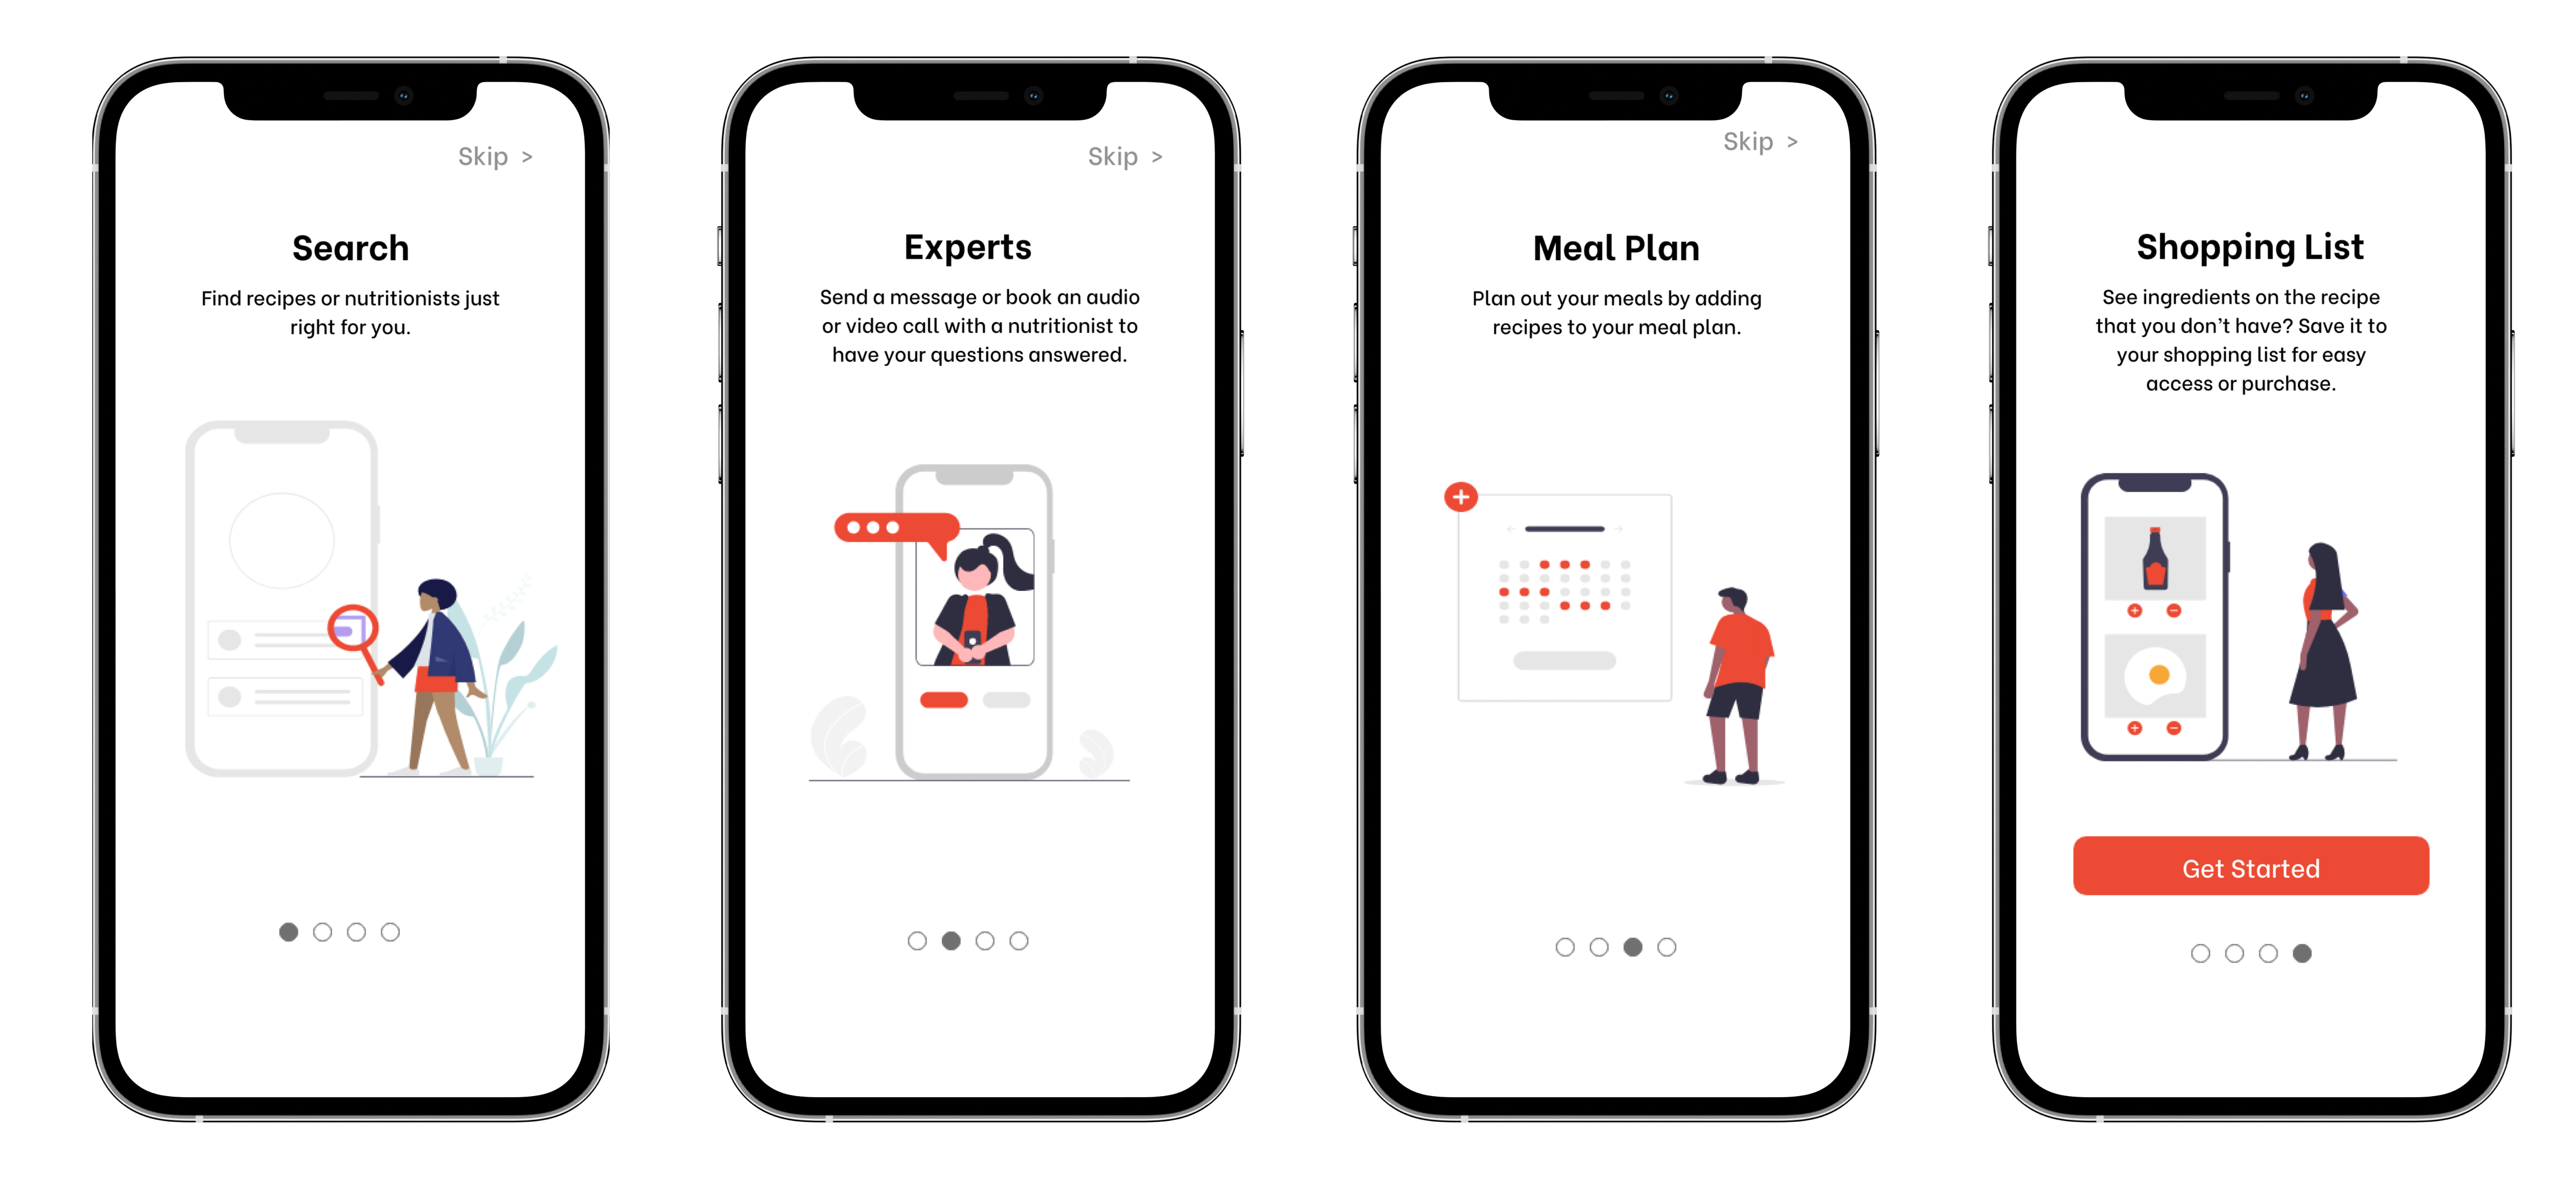 Skip >
Search
Find recipes or nutritionists just
right for you.
Skip >
Experts
Send a message or book an audio
or video call with a nutritionist to
have your questions answered.
Skip >
Meal Plan
Plan out your meals by adding
recipes to your meal plan.
Shopping List
See ingredients on the recipe
that you don’t have? Save it to
your shopping list for easy
access or purchase.
Get Started